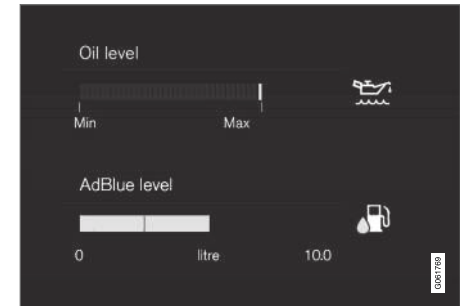 Oil level
Min Max
AdBlue level
0 litre 10.0
G061769